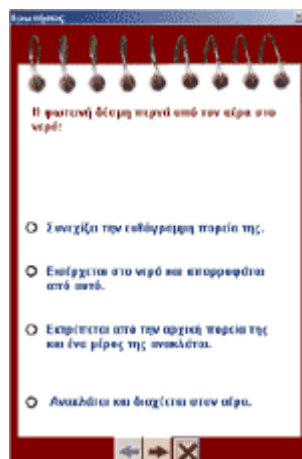 Ερωτήσεις
Η φωτεινή δέσμη περνά από τον αέρα στο
νερό:
Συνεχίζει την ευθύγραμμη πορεία της.
Εισέρχεται στο νερό και απορροφάται
από αυτό.
Εκτρέπεται από την αρχική πορεία της
και ένα μέρος της ανακλάται.
Ανακλάται και διαχέεται στον αέρα.